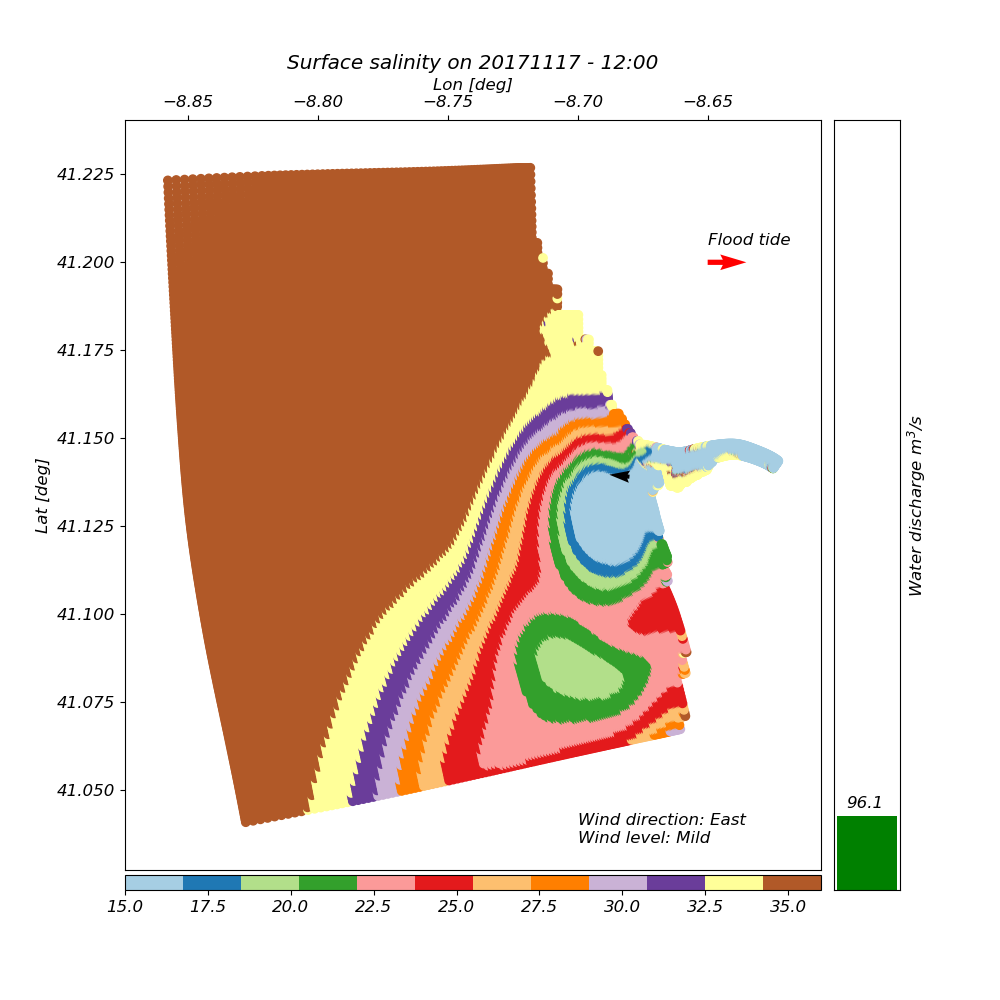 Surface salinity on 20171117 - 12:00
Lon [deg]
−8.85 −8.80 −8.75 −8.70 −8.65
41.225
41.200
41.175
41.150
41.125
41.100
41.075
41.050
Lat [deg]
Flood tide
Wind direction: East
Wind level: Mild
96.1
Water discharge m³/s
15.0 17.5 20.0 22.5 25.0 27.5 30.0 32.5 35.0